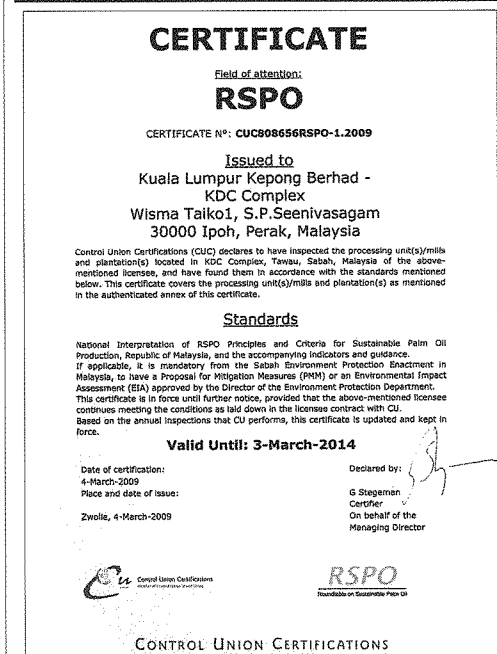 CERTIFICATE
Field of attention:
RSPO
CERTIFICATE Nº: CUC808656RSPO-1.2009
Issued to
Kuala Lumpur Kepong Berhad -
KDC Complex
Wisma Taiko1, S.P.Seenivasagam
30000 Ipoh, Perak, Malaysia
Control Union Certifications (CUC) declares to have inspected the processing unit(s)/mills
and plantation(s) located in KDC Complex, Tawau, Sabah, Malaysia of the above-
mentioned licensee, and have found them in accordance with the standards mentioned
below. This certificate covers the processing unit(s)/mills and plantation(s) as mentioned
in the authenticated annex of this certificate.
Standards
National Interpretation of RSPO Principles and Criteria for Sustainable Palm Oil
Production, Republic of Malaysia, and the accompanying indicators and guidance.
If applicable, it is mandatory from the Sabah Environment Protection Enactment in
Malaysia, to have a Proposal for Mitigation Measures (PMM) or an Environmental Impact
Assessment (EIA) approved by the Director of the Environment Protection Department.
This certificate is in force until further notice, provided that the above-mentioned licensee
continues meeting the conditions as laid down in the licensee contract with CU.
Based on the annual inspections that CU performs, this certificate is updated and kept in
force.
Valid Until: 3-March-2014
Date of certification:
4-March-2009
Place and date of issue:
Zwolle, 4-March-2009
Declared by:
G Stegeman
Certifier
On behalf of the
Managing Director
Control Union Certifications
RSPO
Roundtable on Sustainable Palm Oil
CONTROL UNION CERTIFICATIONS